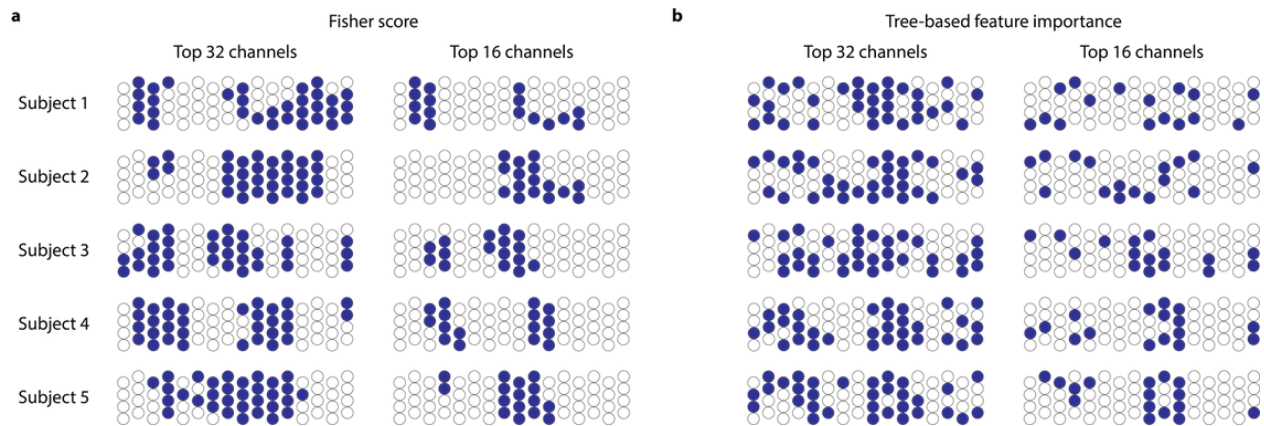 a
Fisher score
Top 32 channels
Top 16 channels
b
Tree-based feature importance
Top 32 channels
Top 16 channels
Subject 1
Subject 2
Subject 3
Subject 4
Subject 5